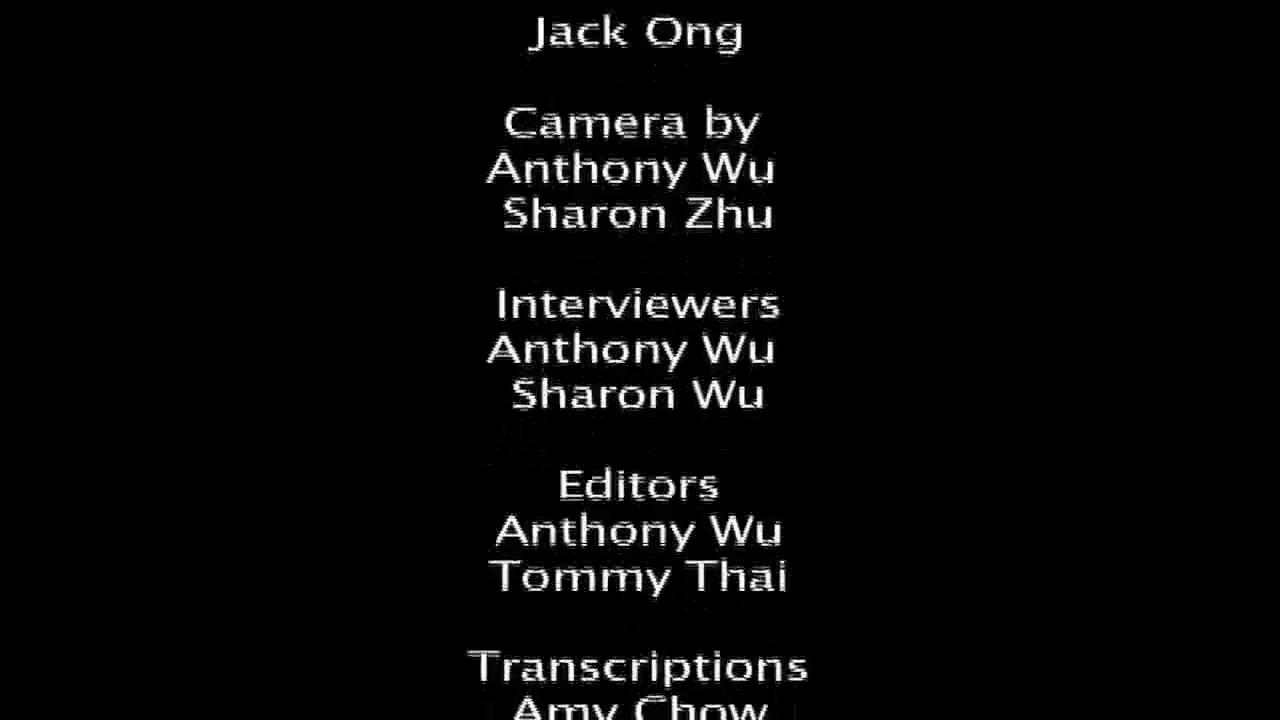 Jack Ong
Camera by
Anthony Wu
Sharon Zhu
Interviewers
Anthony Wu
Sharon Wu
Editors
Anthony Wu
Tommy Thai
Transcriptions
Amy Chow